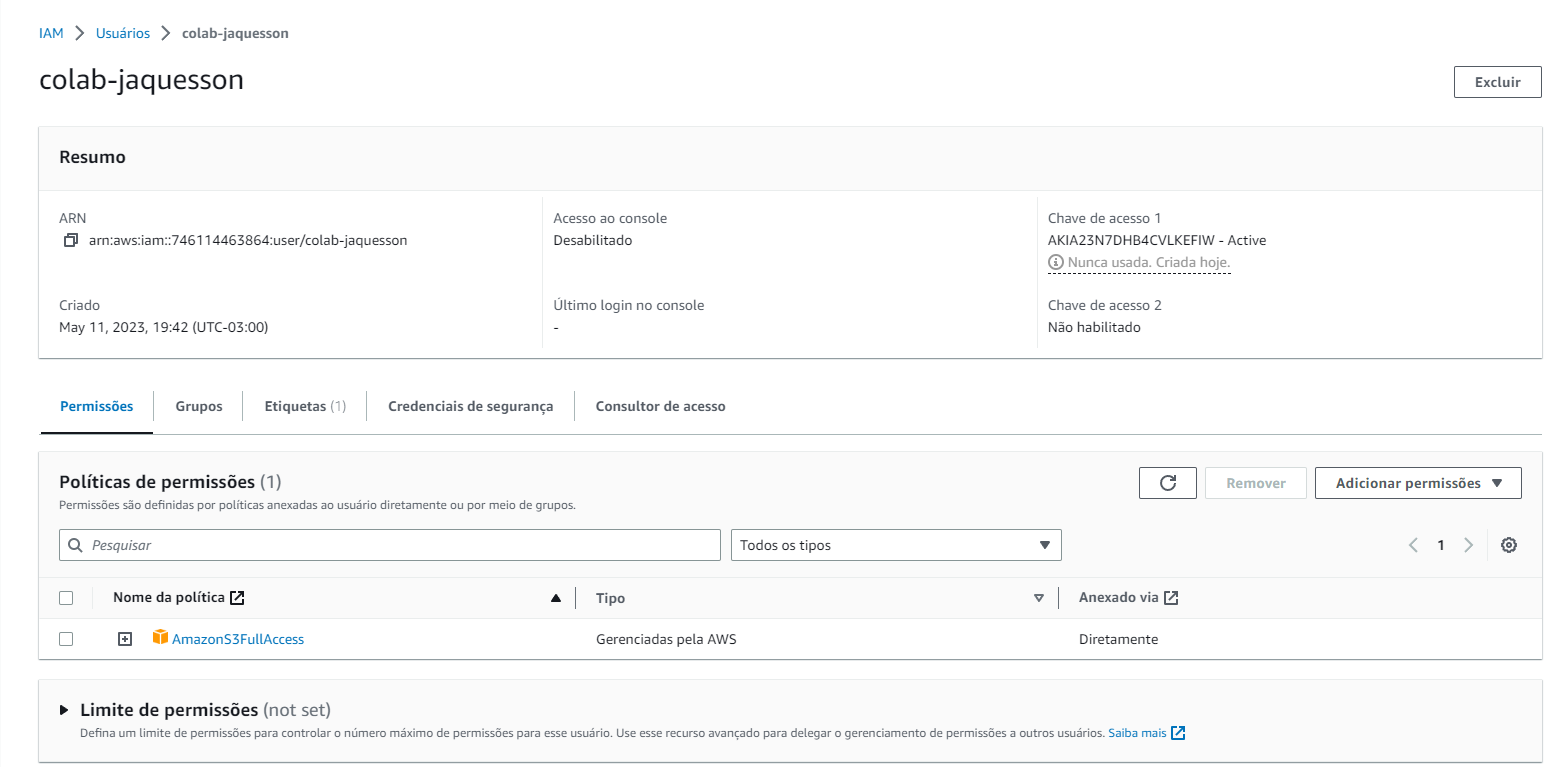 IAM > Usuários > colab-jaquesson
colab-jaquesson
Excluir
Resumo
ARN
arn:aws:iam::746114463864:user/colab-jaquesson
Acesso ao console
Desabilitado
Chave de acesso 1
AKIA23N7DHB4CVLKEFIW - Active
Nunca usada. Criada hoje.
Criado
May 11, 2023, 19:42 (UTC-03:00)
Último login no console
-
Chave de acesso 2
Não habilitado
Permissões Grupos Etiquetas (1) Credenciais de segurança Consultor de acesso
Políticas de permissões (1)
Permissões são definidas por políticas anexadas ao usuário diretamente ou por meio de grupos.
Remover
Adicionar permissões
Pesquisar
Todos os tipos
1
Nome da política Tipo Anexado via
AmazonS3FullAccess Gerenciadas pela AWS Diretamente
Limite de permissões (not set)
Defina um limite de permissões para controlar o número máximo de permissões para esse usuário. Use esse recurso avançado para delegar o gerenciamento de permissões a outros usuários. Saiba mais